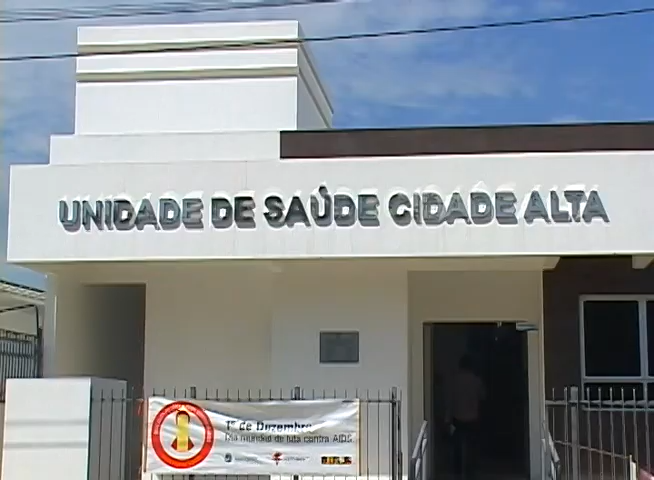 UNIDADE DE SAÚDE CIDADE ALTA
1º de Dezembro
Dia mundial de luta contra AIDS